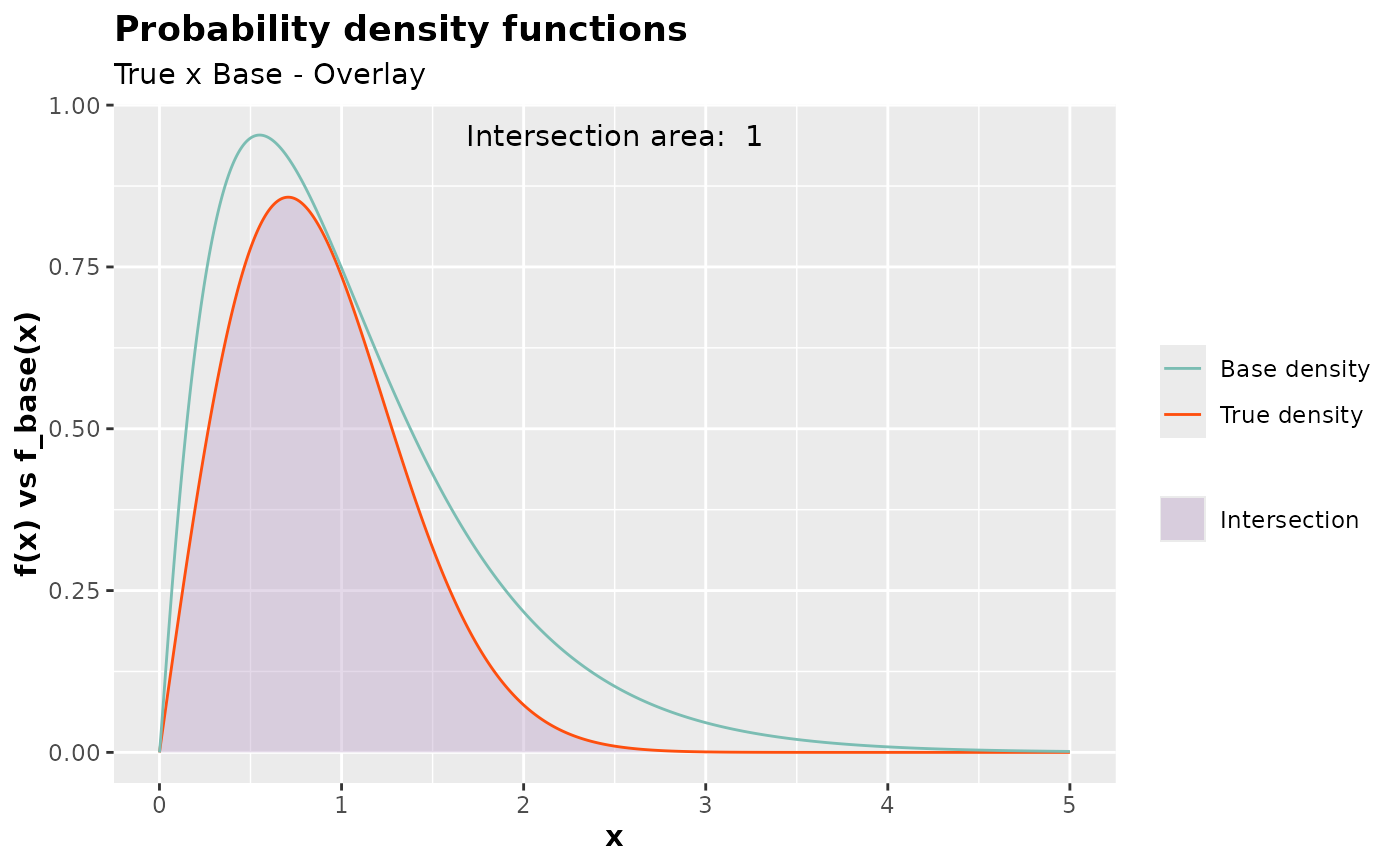 Probability density functions
True x Base - Overlay
Intersection area:  1
1.00
0.75
0.50
0.25
0.00
f(x) vs f_base(x)
0 1 2 3 4 5
x
Base density
True density
Intersection